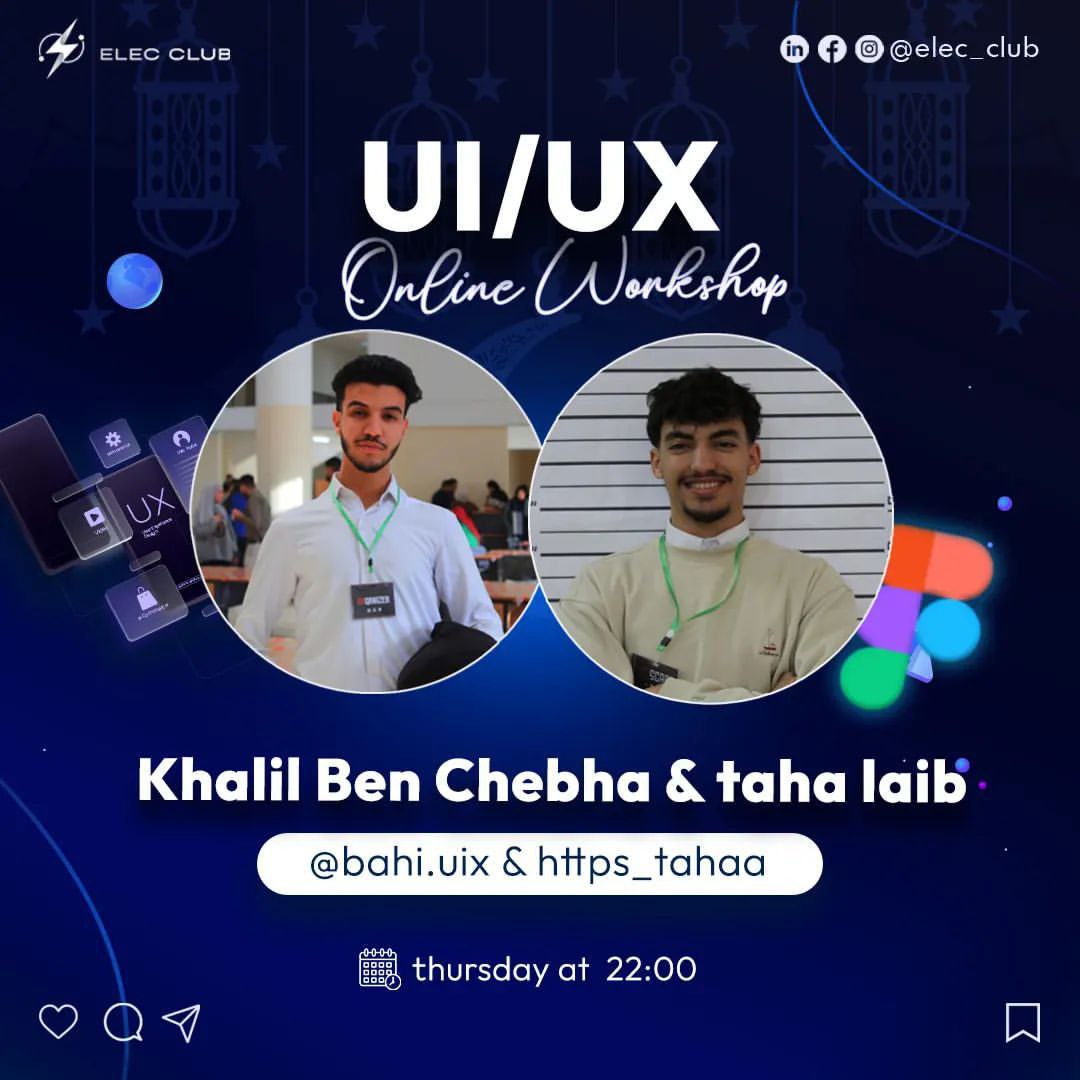 ELEC CLUB
@elec_club
UI/UX
Online Workshop
UX
Khalil Ben Chebha & taha laib
@bahi.uix & https_tahaa
thursday at 22:00